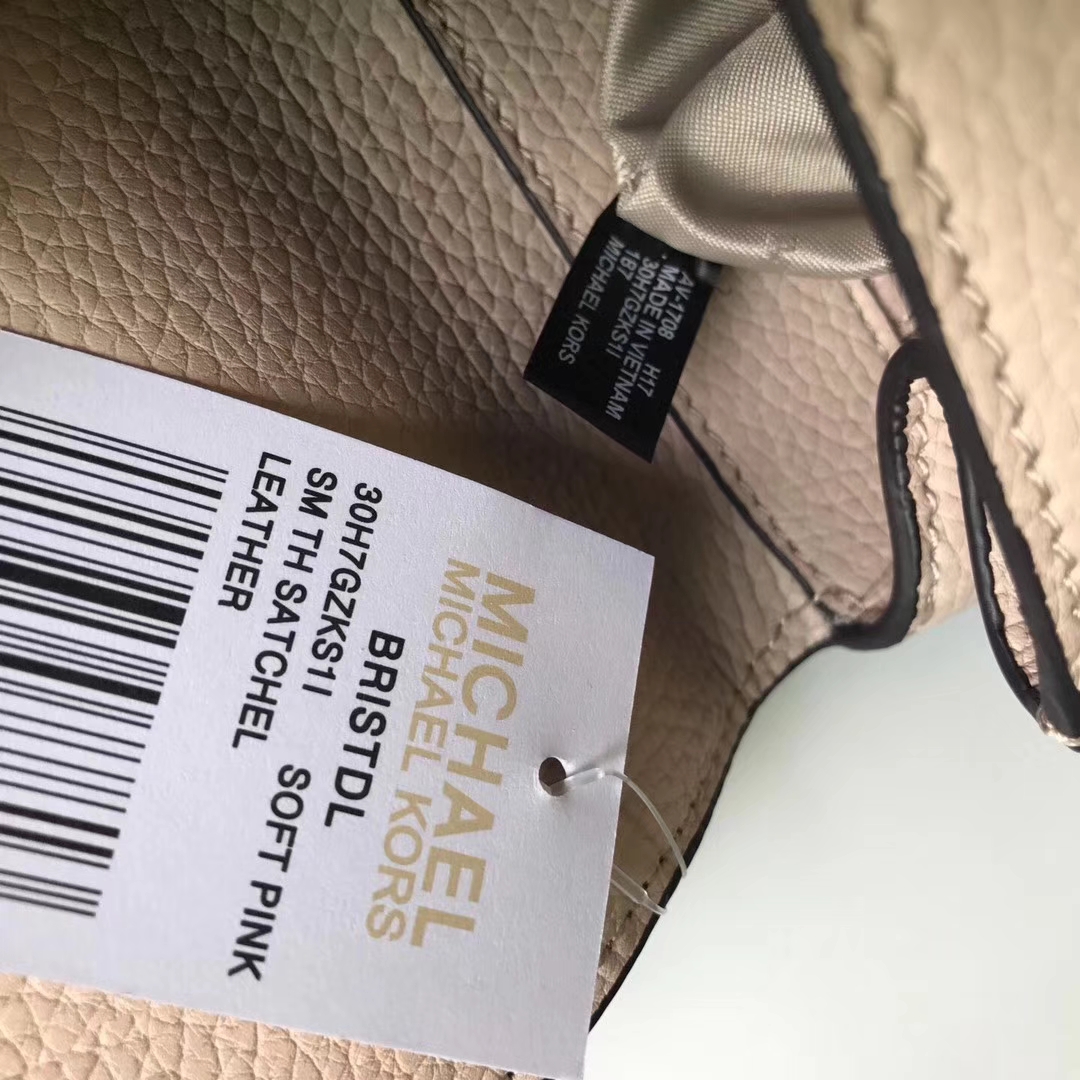 MICHAEL
MICHAEL KORS
BRISTDL
30H7GZKS1I
SM TH SATCHEL SOFT PINK
LEATHER
AV-1708 H17
MADE IN VIETNAM
30H7GZKS1I
187
MICHAEL KORS